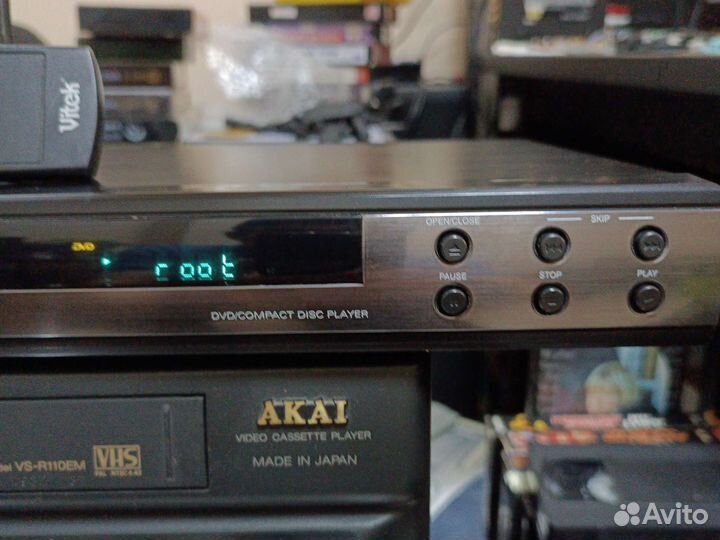 Vitek
OPEN/CLOSE
SKIP
DVD
root
PAUSE
STOP
PLAY
DVD/COMPACT DISC PLAYER
AKAI
VIDEO CASSETTE PLAYER
VS-R110EM
VHS
MADE IN JAPAN
Avito